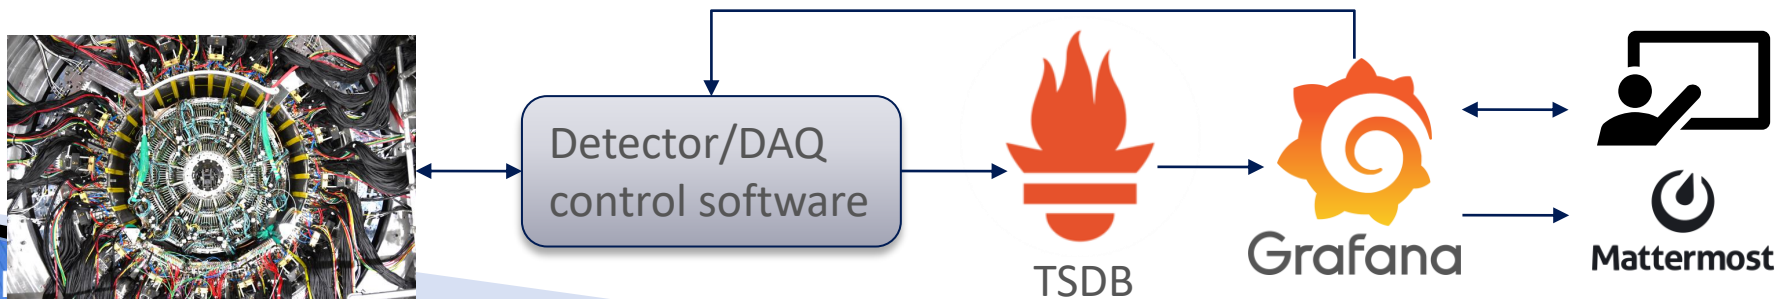 Detector/DAQ
control software
TSDB
Grafana
Mattermost